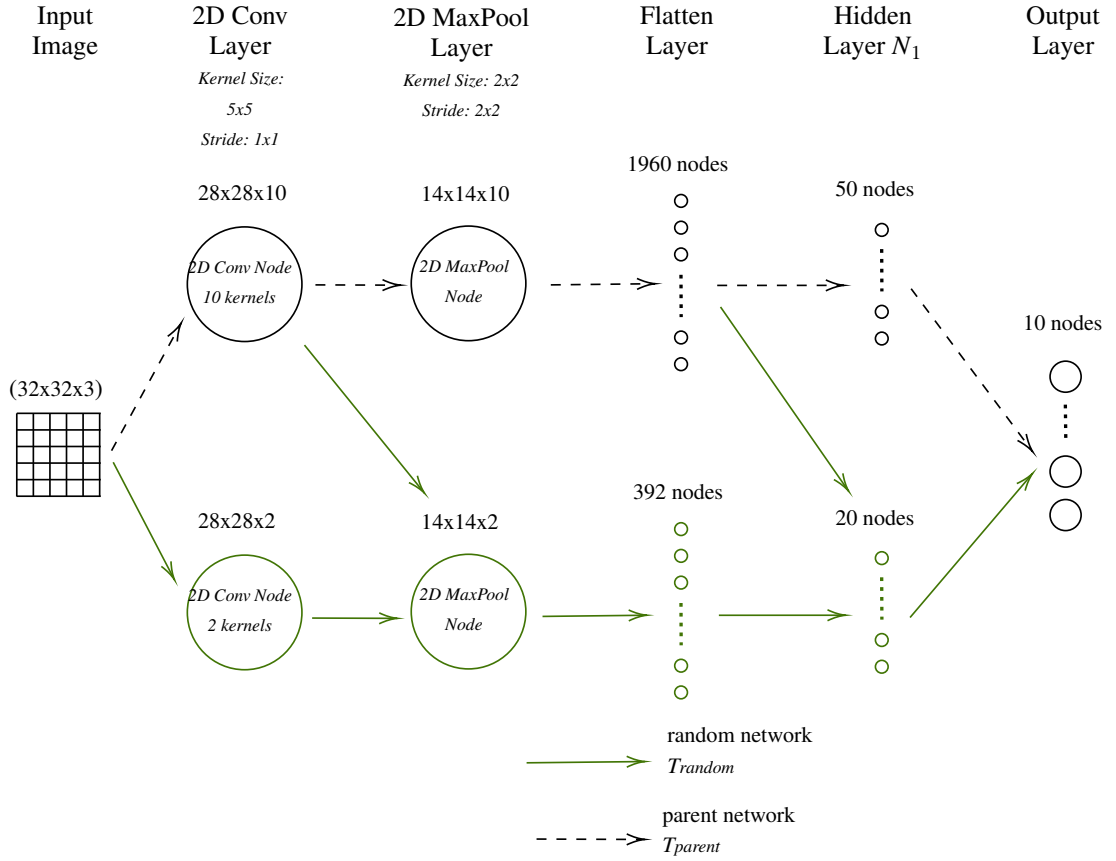 Input
Image
2D Conv
Layer
Kernel Size:
5x5
Stride: 1x1
2D MaxPool
Layer
Kernel Size: 2x2
Stride: 2x2
Flatten
Layer
Hidden
Layer N1
Output
Layer
28x28x10
14x14x10
1960 nodes
50 nodes
2D Conv Node
10 kernels
2D MaxPool
Node
10 nodes
(32x32x3)
28x28x2
14x14x2
392 nodes
20 nodes
2D Conv Node
2 kernels
2D MaxPool
Node
random network
Trandom
parent network
Tparent